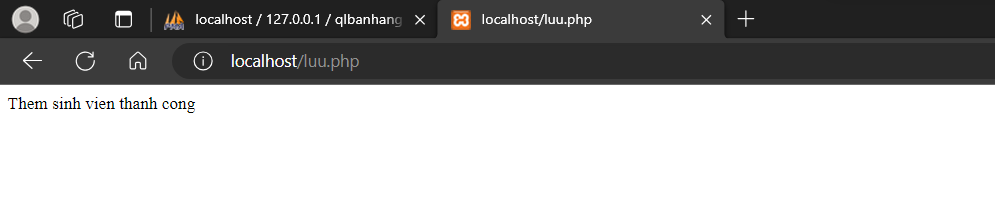 localhost / 127.0.0.1 / qlbanhang
localhost/luu.php
localhost/luu.php
Them sinh vien thanh cong